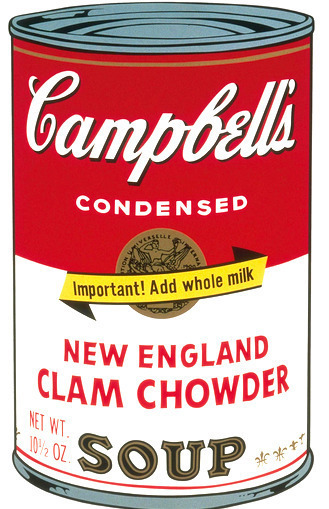 Campbell's
CONDENSED
Important! Add whole milk
NEW ENGLAND
CLAM CHOWDER
NET WT.
10½ OZ.
SOUP